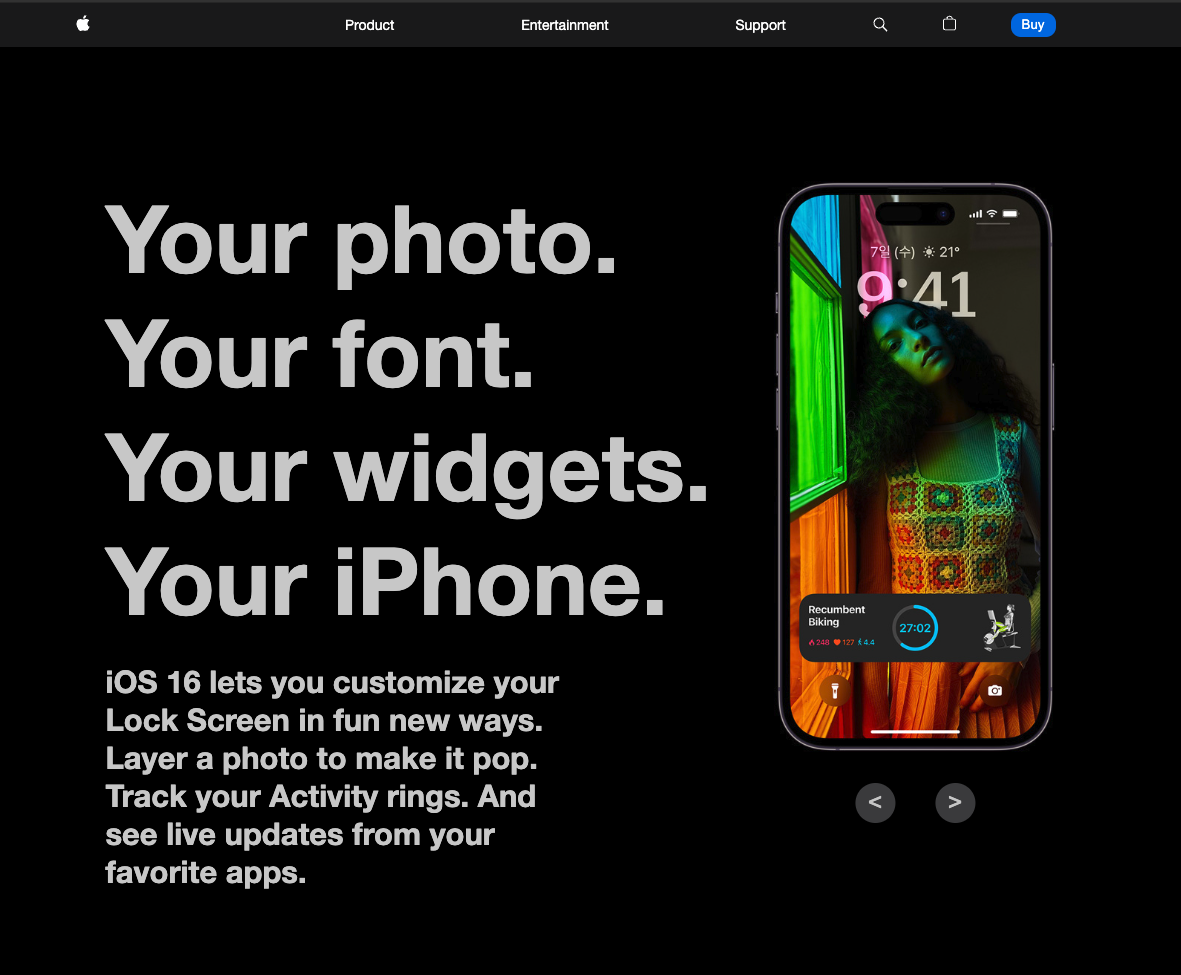 Product
Entertainment
Support
Buy
Your photo.
Your font.
Your widgets.
Your iPhone.
iOS 16 lets you customize your
Lock Screen in fun new ways.
Layer a photo to make it pop.
Track your Activity rings. And
see live updates from your
favorite apps.
7일 (수) 21°
9:41
Recumbent
Biking
27:02
248 127 4.4
< >